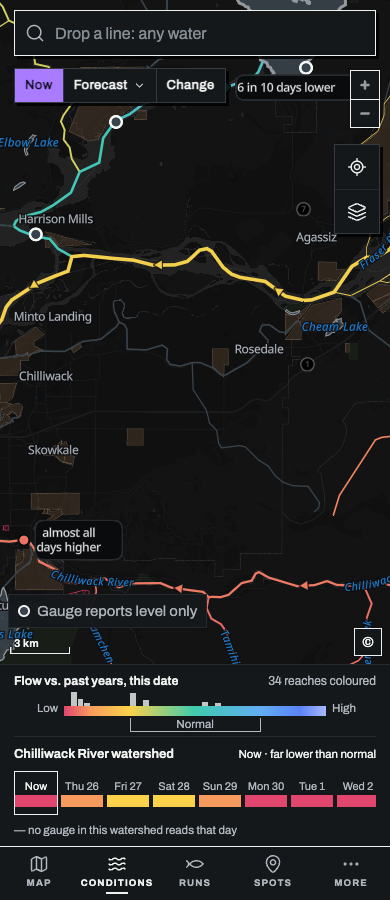 Drop a line: any water
Now
Forecast
Change
6 in 10 days lower
+
−
Elbow Lake
Harrison Mills
7
Agassiz
Minto Landing
Cheam Lake
Rosedale
1
Chilliwack
Skowkale
almost all
days higher
Chilliwack River
Gauge reports level only
s Lake
3 km
Tamihi
©
Flow vs. past years, this date
34 reaches coloured
Low
High
Normal
Chilliwack River watershed
Now · far lower than normal
Now
Thu 26
Fri 27
Sat 28
Sun 29
Mon 30
Tue 1
Wed 2
— no gauge in this watershed reads that day
MAP
CONDITIONS
RUNS
SPOTS
MORE